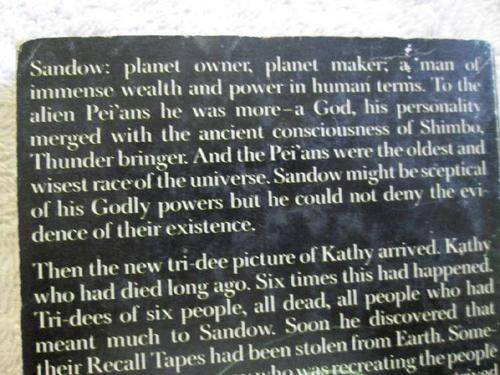 Sandow: planet owner, planet maker; a man of
immense wealth and power in human terms. To the
alien Pei'ans he was more–a God, his personality
merged with the ancient consciousness of Shimbo,
Thunder bringer. And the Pei'ans were the oldest and
wisest race of the universe. Sandow might be sceptical
of his Godly powers but he could not deny the evi-
dence of their existence.
Then the new tri-dee picture of Kathy arrived. Kathy
who had died long ago. Six times this had happened.
Tri-dees of six people, all dead, all people who had
meant much to Sandow. Soon he discovered that
their Recall Tapes had been stolen from Earth. Some-
who was recreating the people